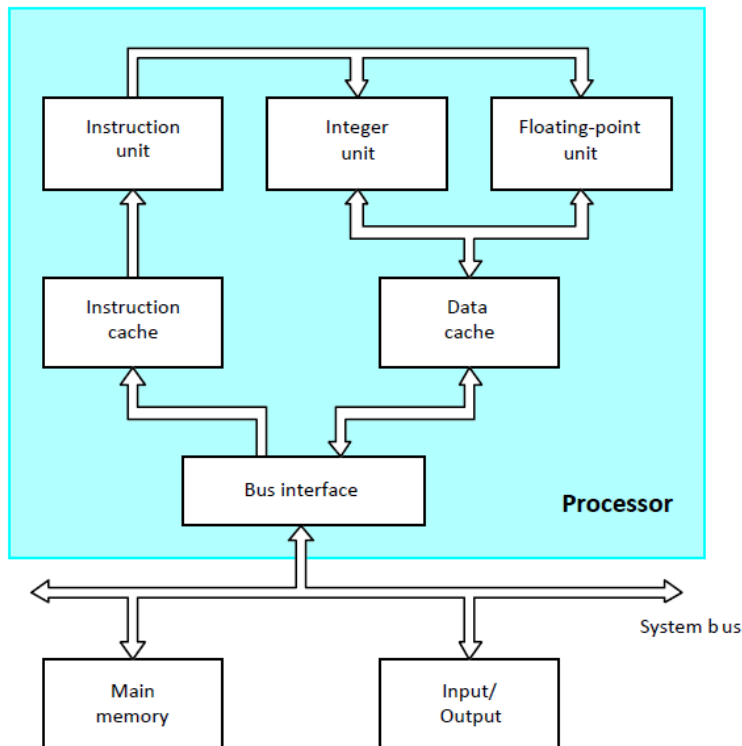 Instruction
unit
Integer
unit
Floating-point
unit
Instruction
cache
Data
cache
Bus interface
Processor
System bus
Main
memory
Input/
Output